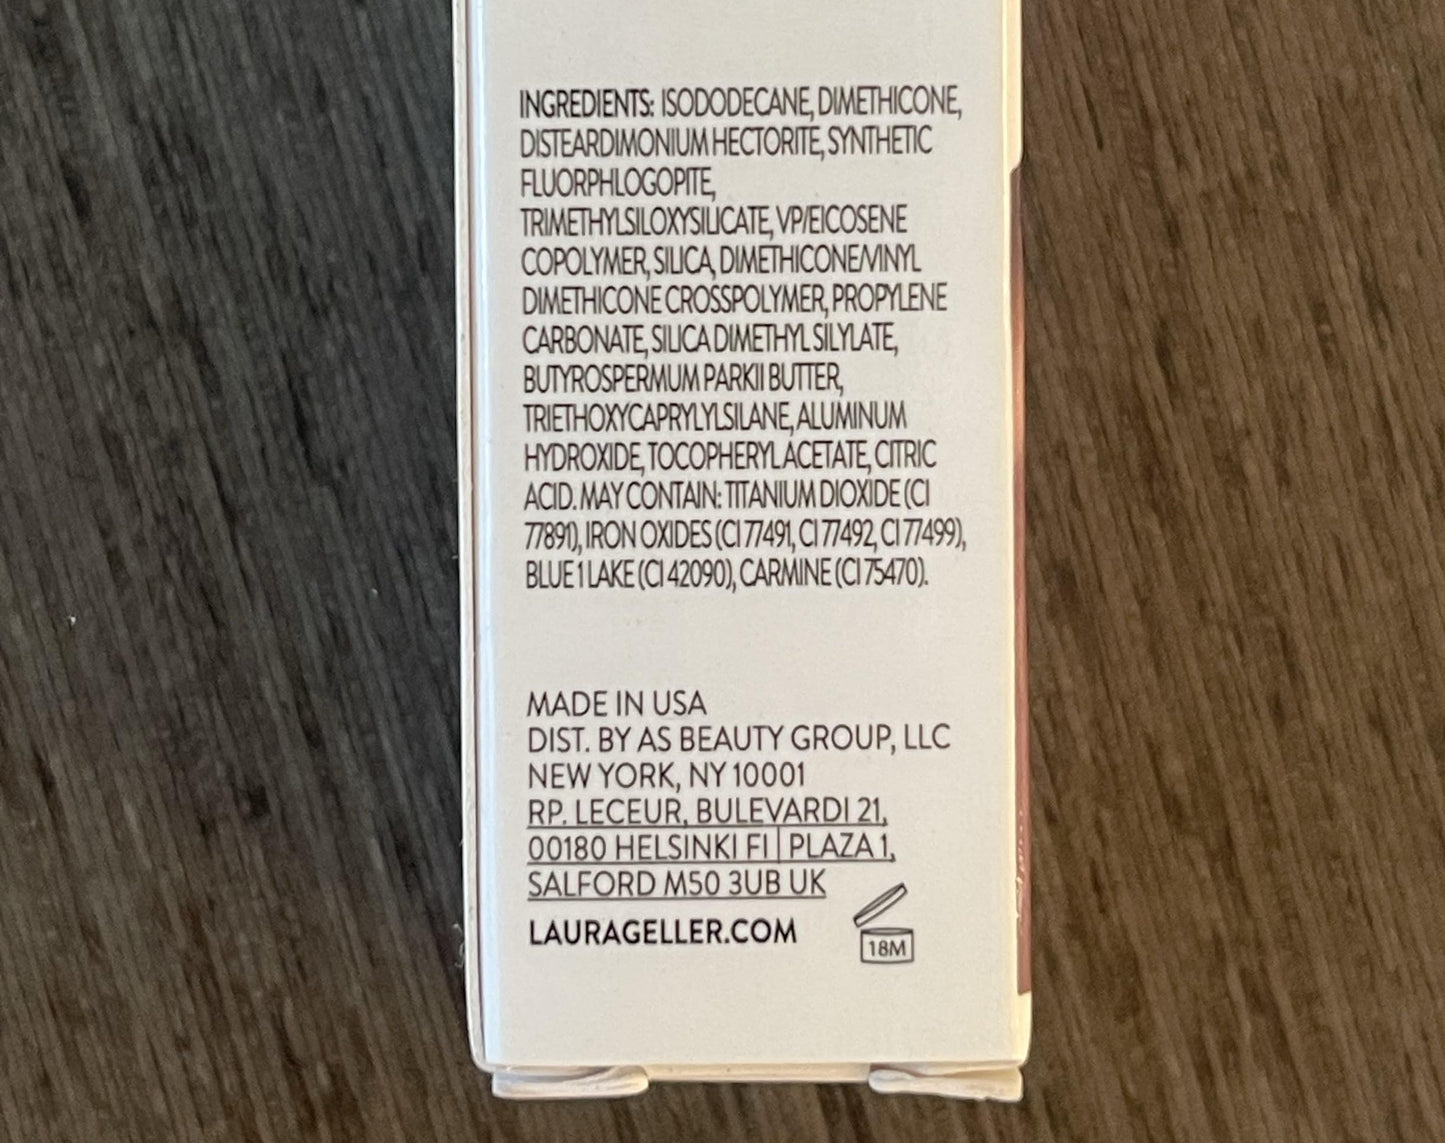 INGREDIENTS: ISODODECANE, DIMETHICONE,
DISTEARDIMONIUM HECTORITE, SYNTHETIC
FLUORPHLOGOPITE,
TRIMETHYLSILOXYSILICATE, VP/EICOSENE
COPOLYMER, SILICA, DIMETHICONE/VINYL
DIMETHICONE CROSSPOLYMER, PROPYLENE
CARBONATE, SILICA DIMETHYL SILYLATE,
BUTYROSPERMUM PARKII BUTTER,
TRIETHOXYCAPRYLYLSILANE, ALUMINUM
HYDROXIDE, TOCOPHERYL ACETATE, CITRIC
ACID. MAY CONTAIN: TITANIUM DIOXIDE (CI
77891), IRON OXIDES (CI 77491, CI 77492, CI 77499),
BLUE 1 LAKE (CI 42090), CARMINE (CI 75470).
MADE IN USA
DIST. BY AS BEAUTY GROUP, LLC
NEW YORK, NY 10001
RP. LECEUR, BULEVARDI 21,
00180 HELSINKI FI | PLAZA 1,
SALFORD M50 3UB UK
LAURAGELLER.COM
18M